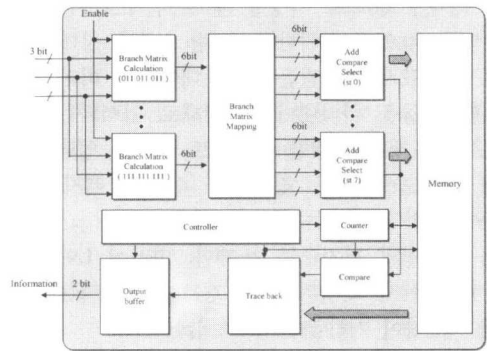 Enable
3 bit
Branch Matrix
Calculation
(011 011 011 )
6bit
Branch
Matrix
Mapping
6bit
Add
Compare
Select
(st 0)
Branch Matrix
Calculation
( 111 111 111 )
6bit
6bit
Add
Compare
Select
(st 7)
Memory
Controller
Counter
Compare
Information
2 bit
Output
buffer
Trace back